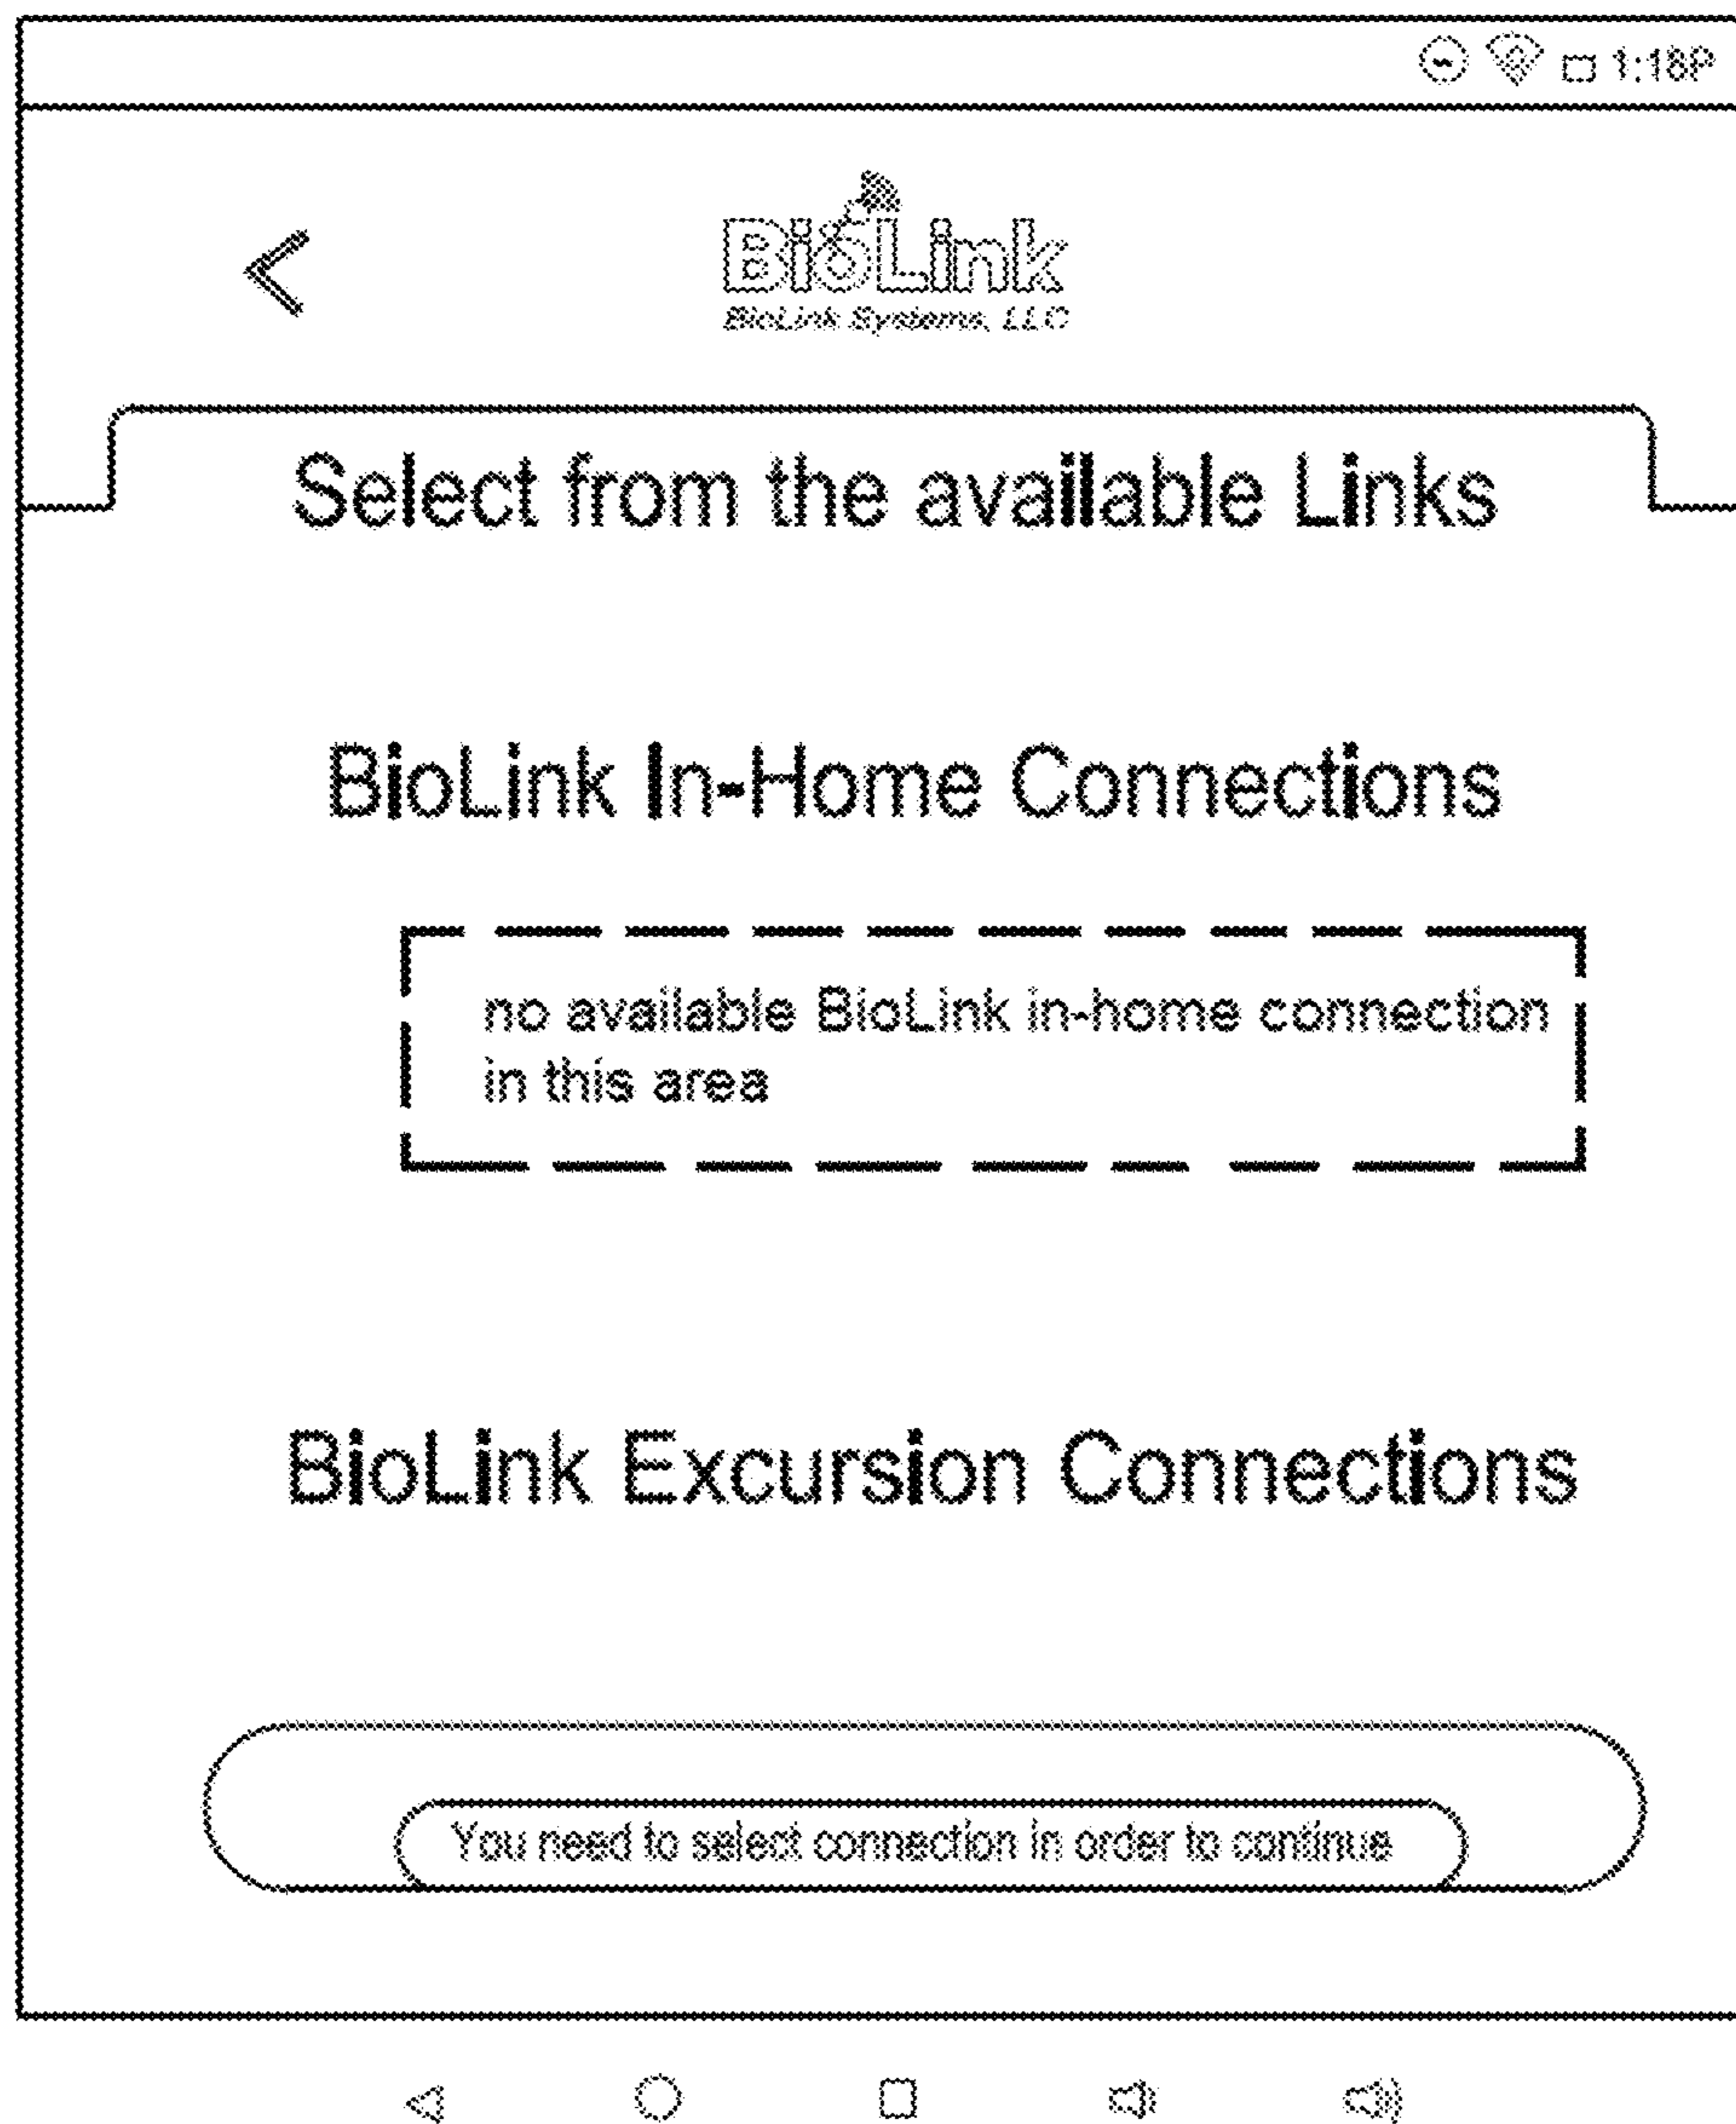 1:18P
BioLink
BioLink Systems, LLC
Select from the available Links
BioLink In-Home Connections
no available BioLink in-home connection
in this area
BioLink Excursion Connections
You need to select connection in order to continue